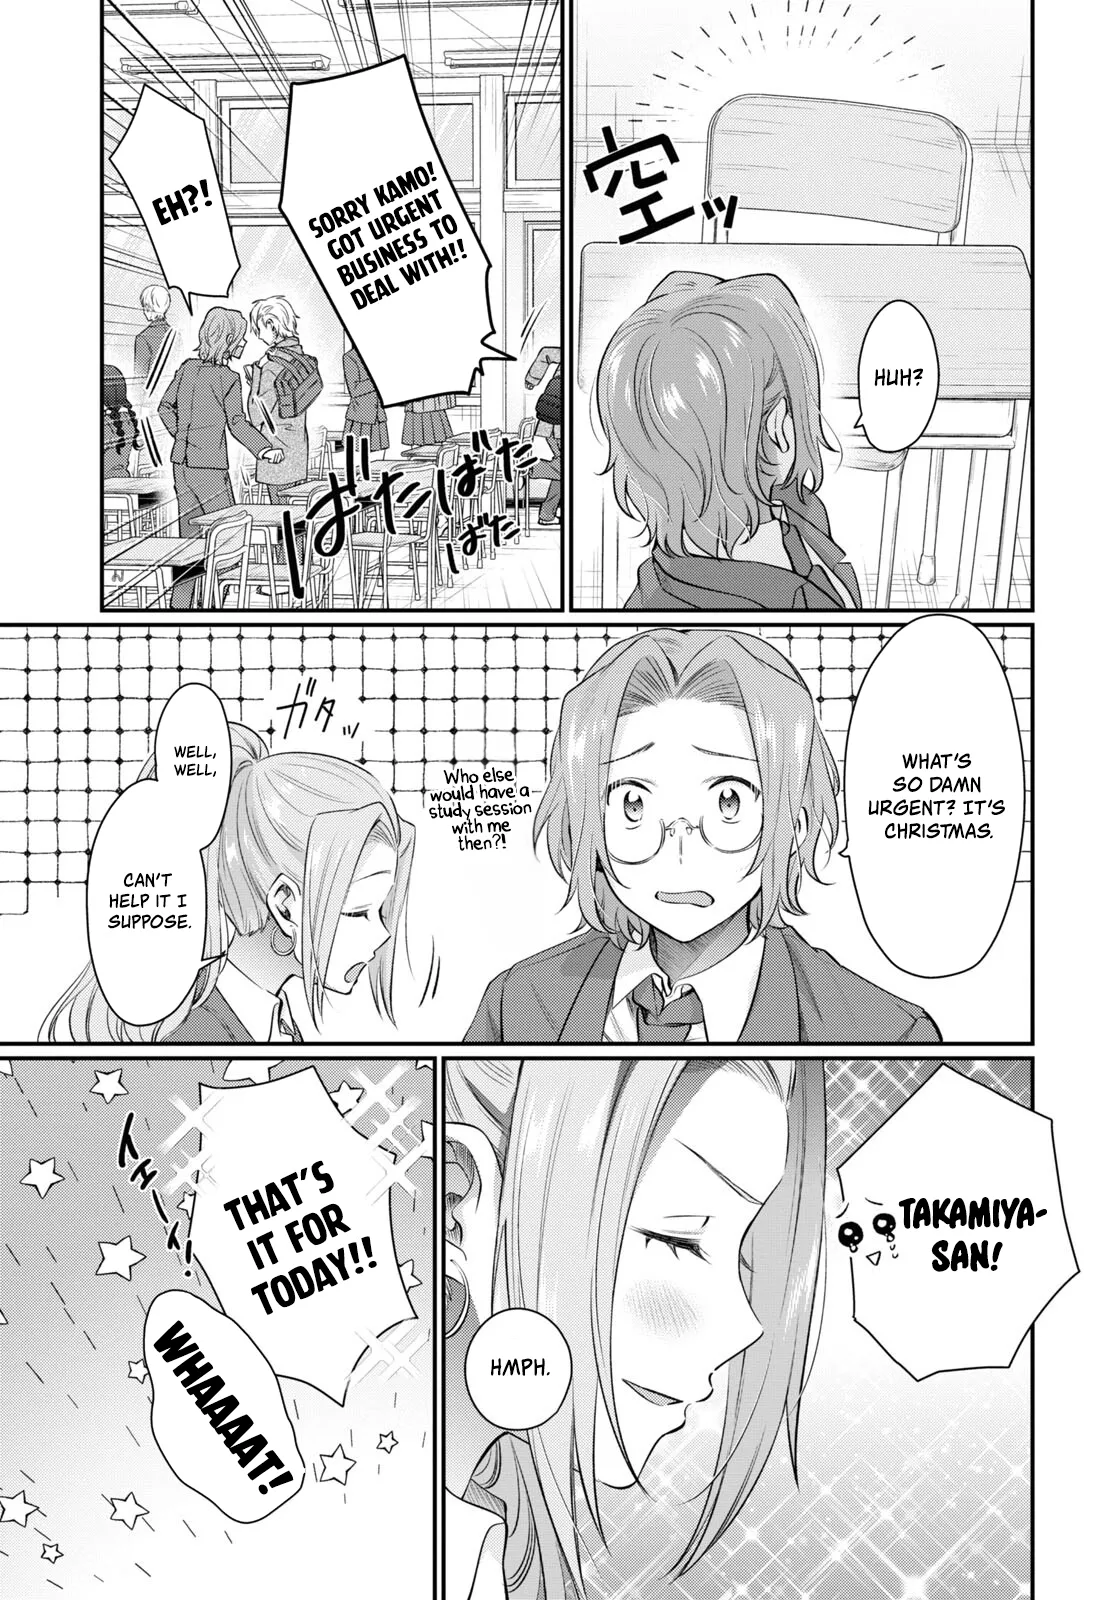 空ッ
HUH?
SORRY KAMO!
GOT URGENT
BUSINESS TO
DEAL WITH!!
EH?!
ばたばたばた
ばた
WHAT'S
SO DAMN
URGENT? IT'S
CHRISTMAS.
Who else
would have a
study session
with me
then?!
ガタッ
WELL,
WELL,
CAN'T
HELP IT I
SUPPOSE.
TAKAMIYA-
SAN!
HMPH.
THAT'S
IT FOR
TODAY!!
イェーイ!
WHAAAAT!